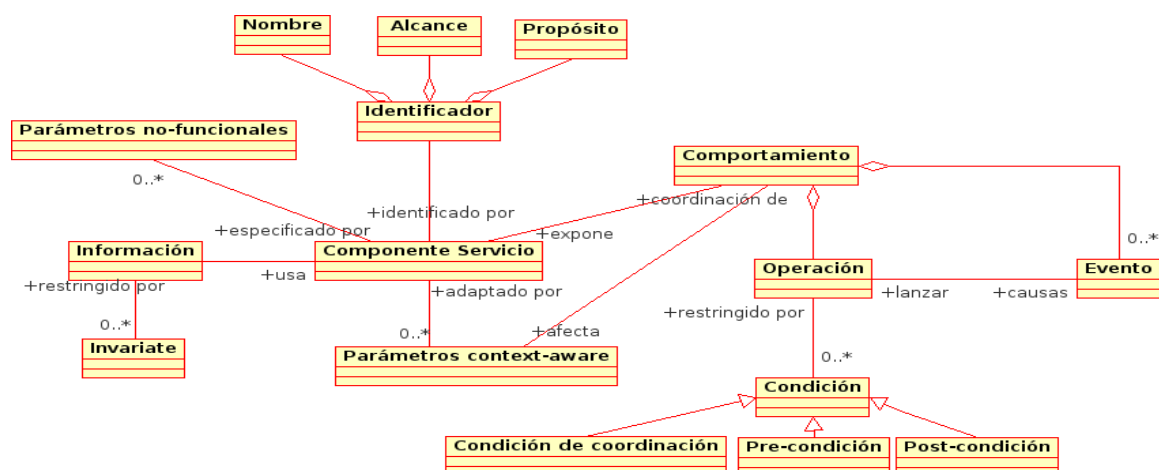 Nombre
Alcance
Propósito
Identificador
Parámetros no-funcionales
Comportamiento
0..*
+coordinación de
+identificado por
+especificado por
+expone
0..*
Información
Componente Servicio
Operación
Evento
+usa
+restringido por
+adaptado por
+lanzar
+causas
+restringido por
0..*
0..*
+afecta
Invariate
Parámetros context-aware
0..*
Condición
Condición de coordinación
Pre-condición
Post-condición